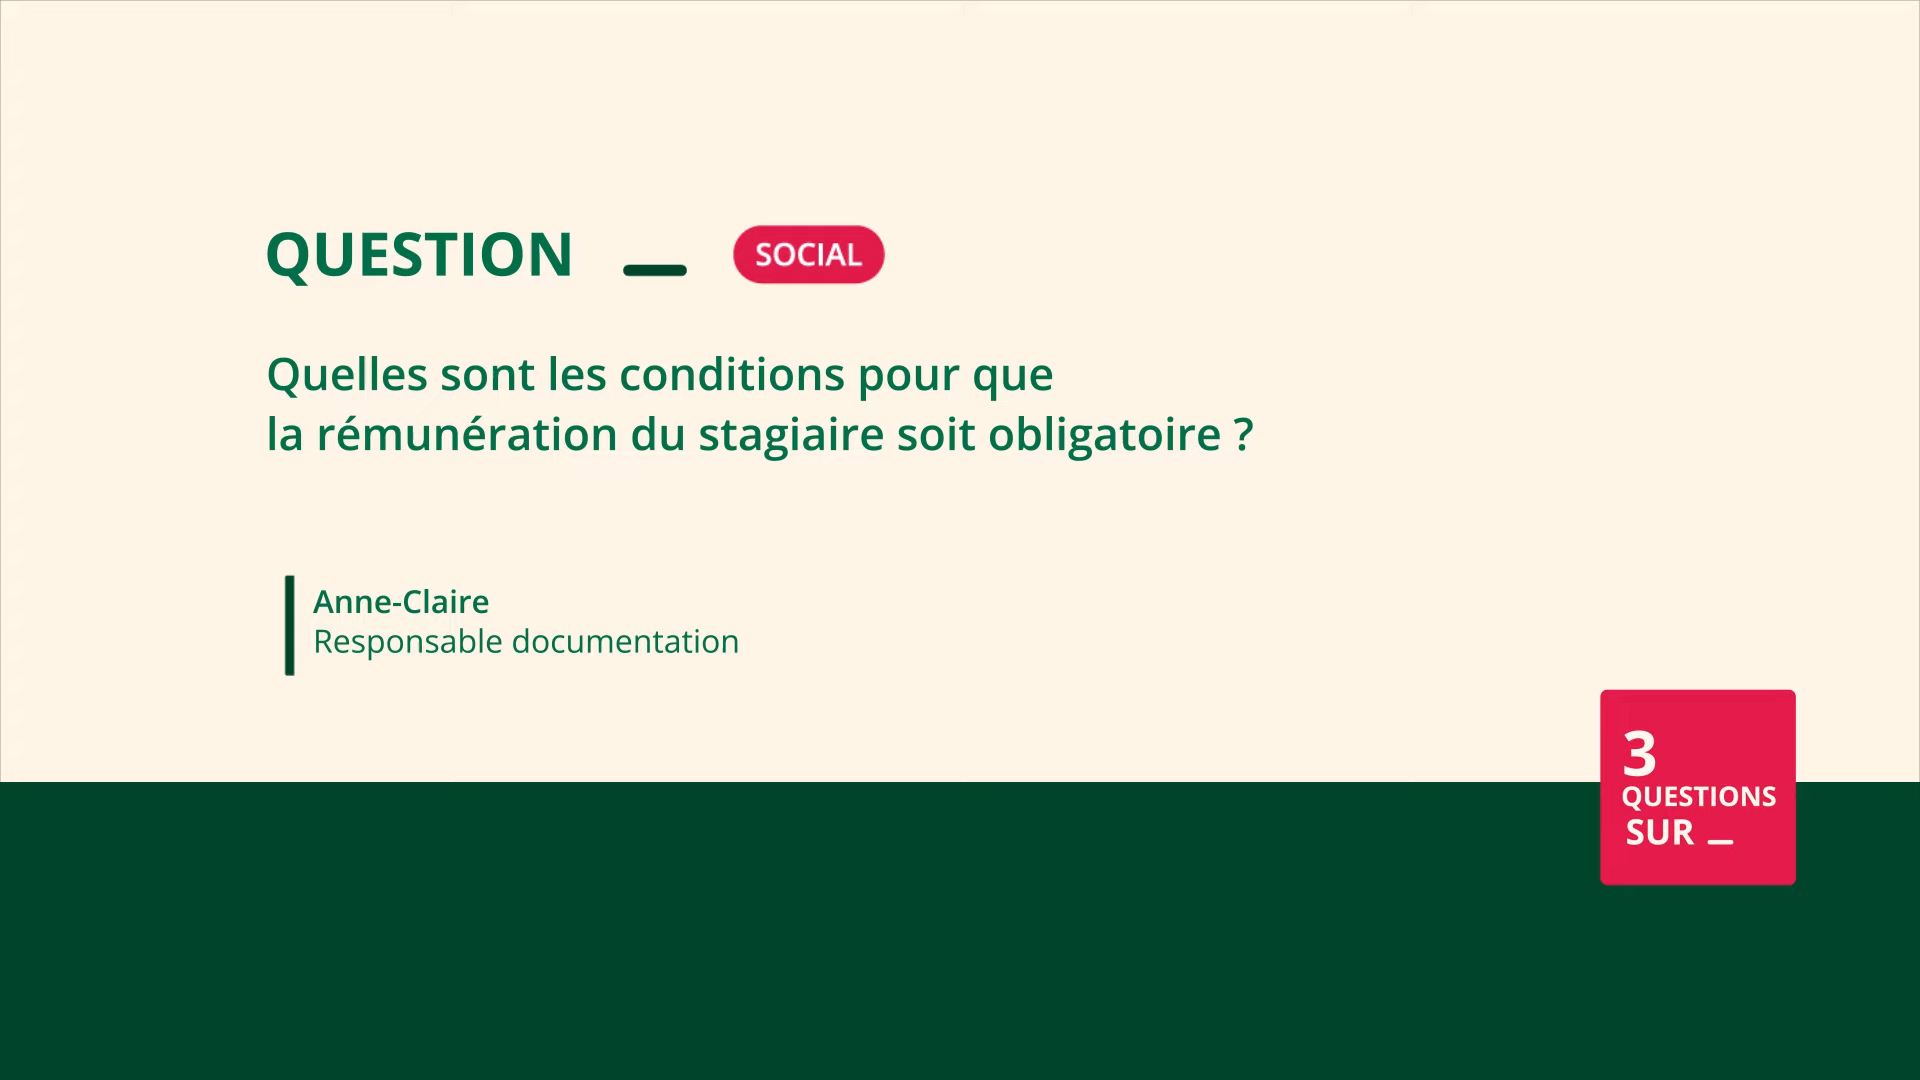 QUESTION
SOCIAL
Quelles sont les conditions pour que
la rémunération du stagiaire soit obligatoire ?
Anne-Claire
Responsable documentation
3
QUESTIONS
SUR _